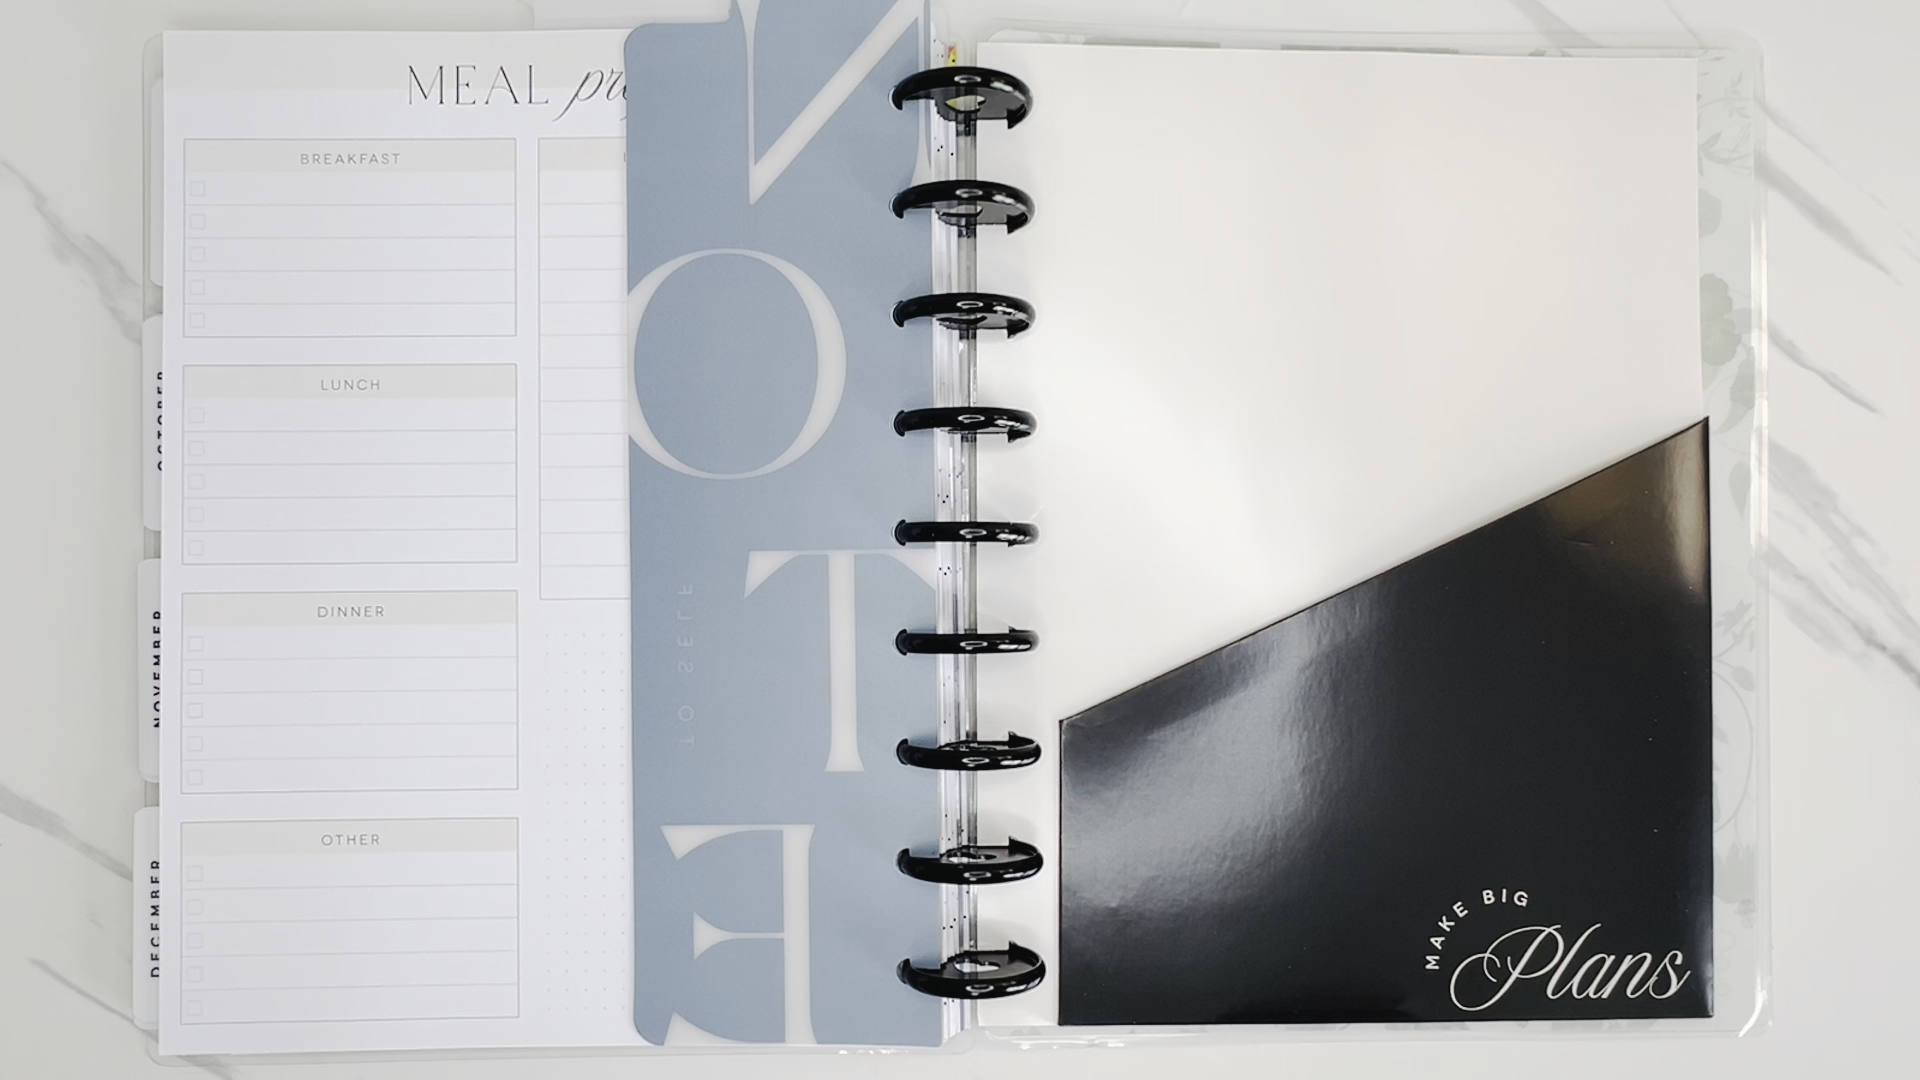 MEAL
BREAKFAST
LUNCH
DINNER
OTHER
OCTOBER
NOVEMBER
DECEMBER
NOTE
TO SELF
MAKE BIG
Plans